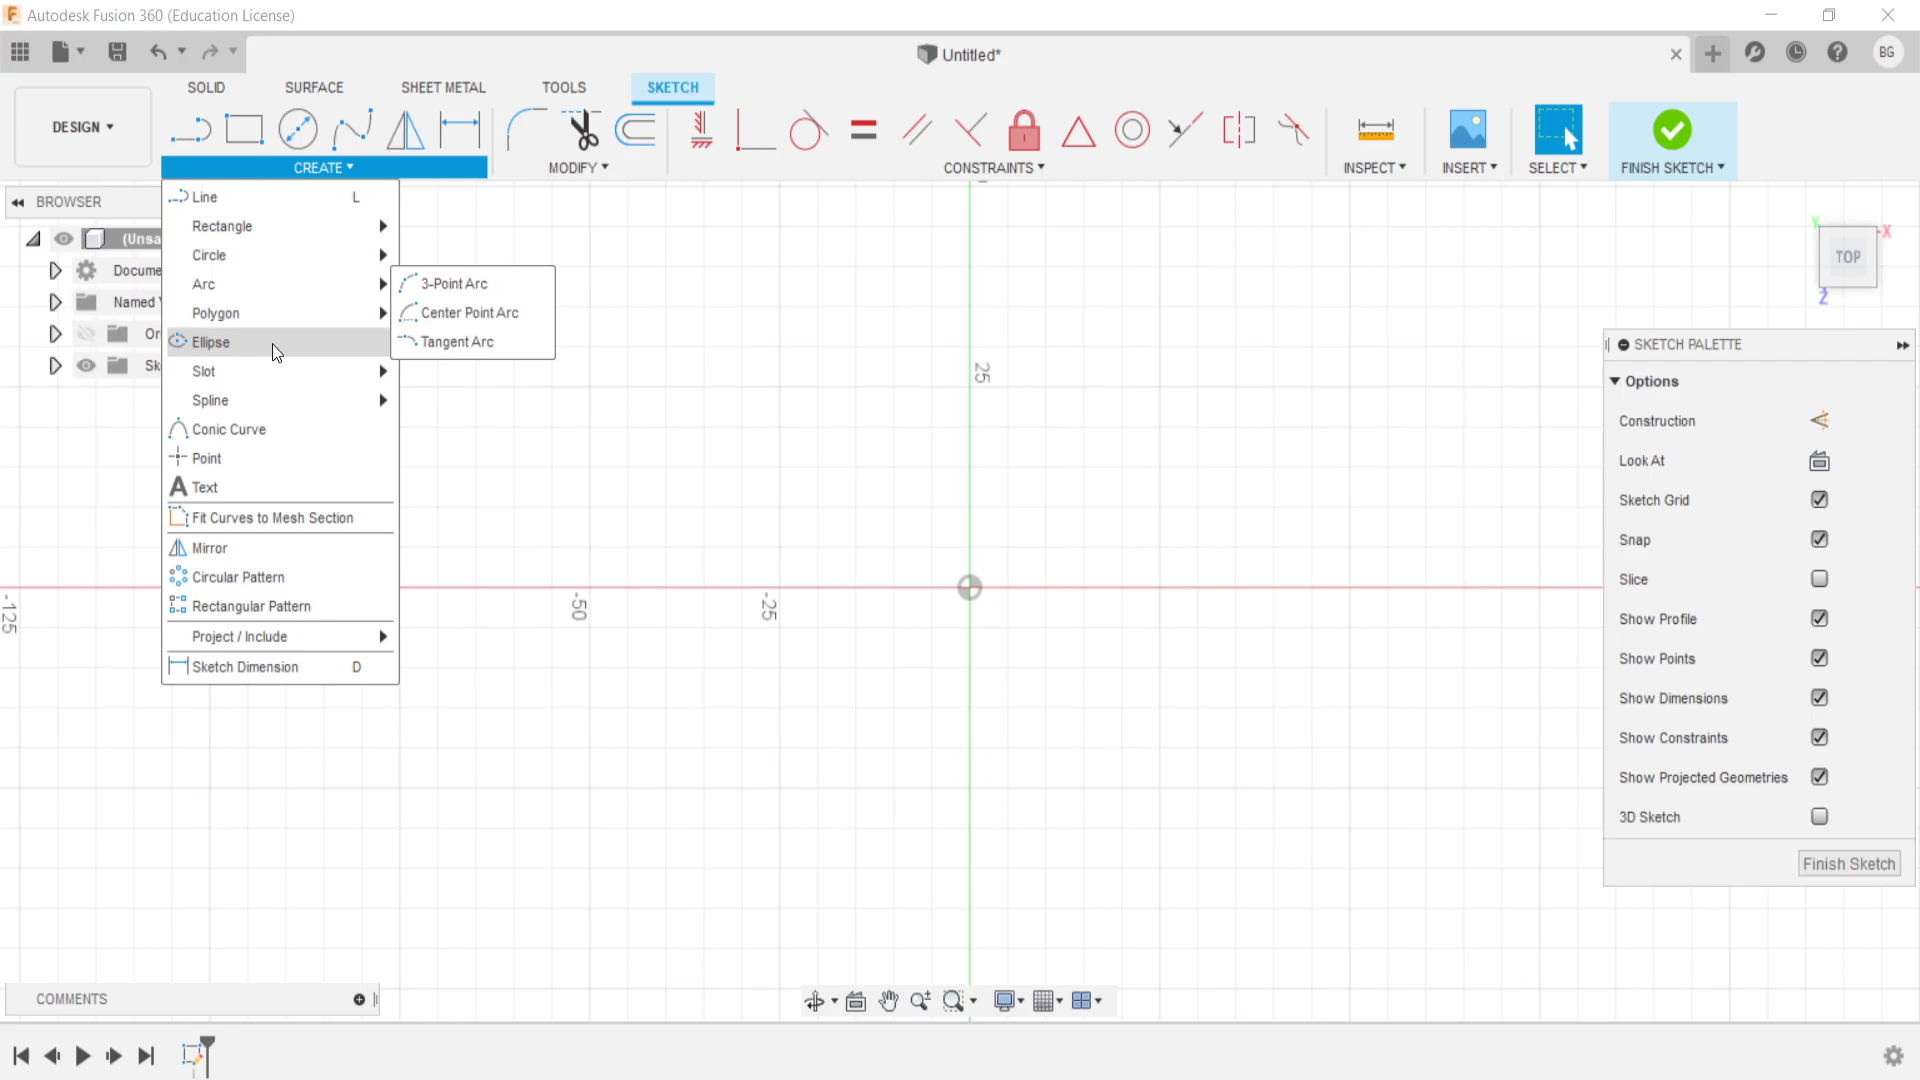 Autodesk Fusion 360 (Education License)
Untitled*
BG
SOLID
SURFACE
SHEET METAL
TOOLS
SKETCH
DESIGN
CREATE
MODIFY
CONSTRAINTS
INSPECT
INSERT
SELECT
FINISH SKETCH
BROWSER
(Unsa
Docume
Named
Or
Sk
Line L
Rectangle
Circle
Arc
Polygon
Ellipse
Slot
Spline
Conic Curve
Point
Text
Fit Curves to Mesh Section
Mirror
Circular Pattern
Rectangular Pattern
Project / Include
Sketch Dimension D
3-Point Arc
Center Point Arc
Tangent Arc
25
-125
-50
-25
Y
X
TOP
Z
SKETCH PALETTE
Options
Construction
Look At
Sketch Grid
Snap
Slice
Show Profile
Show Points
Show Dimensions
Show Constraints
Show Projected Geometries
3D Sketch
Finish Sketch
COMMENTS